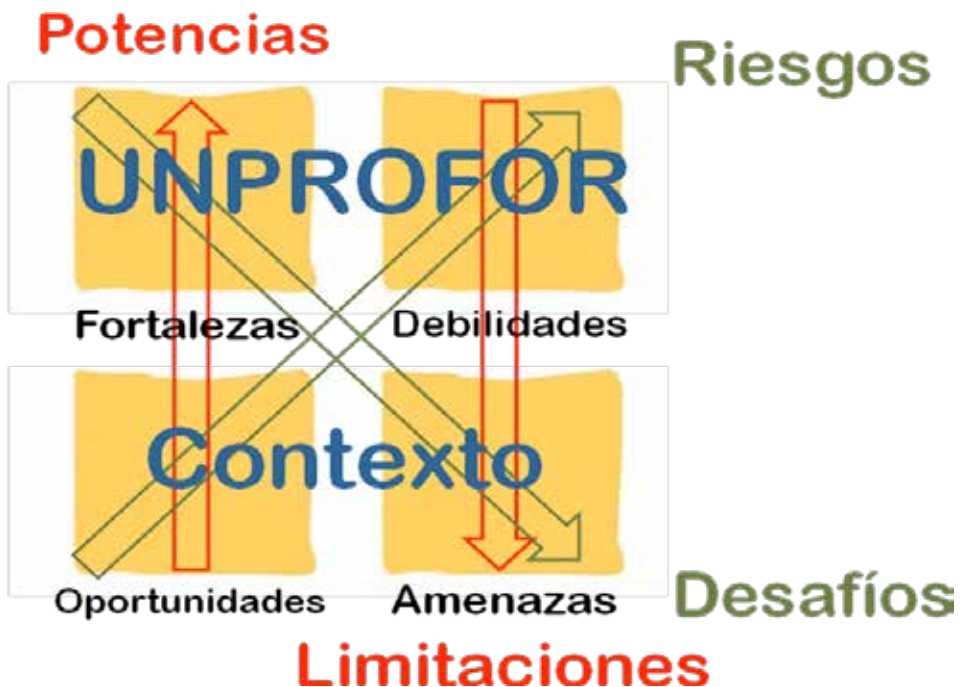 Potencias
Riesgos
UNPROFOR
Fortalezas
Debilidades
Contexto
Oportunidades
Amenazas
Desafíos
Limitaciones